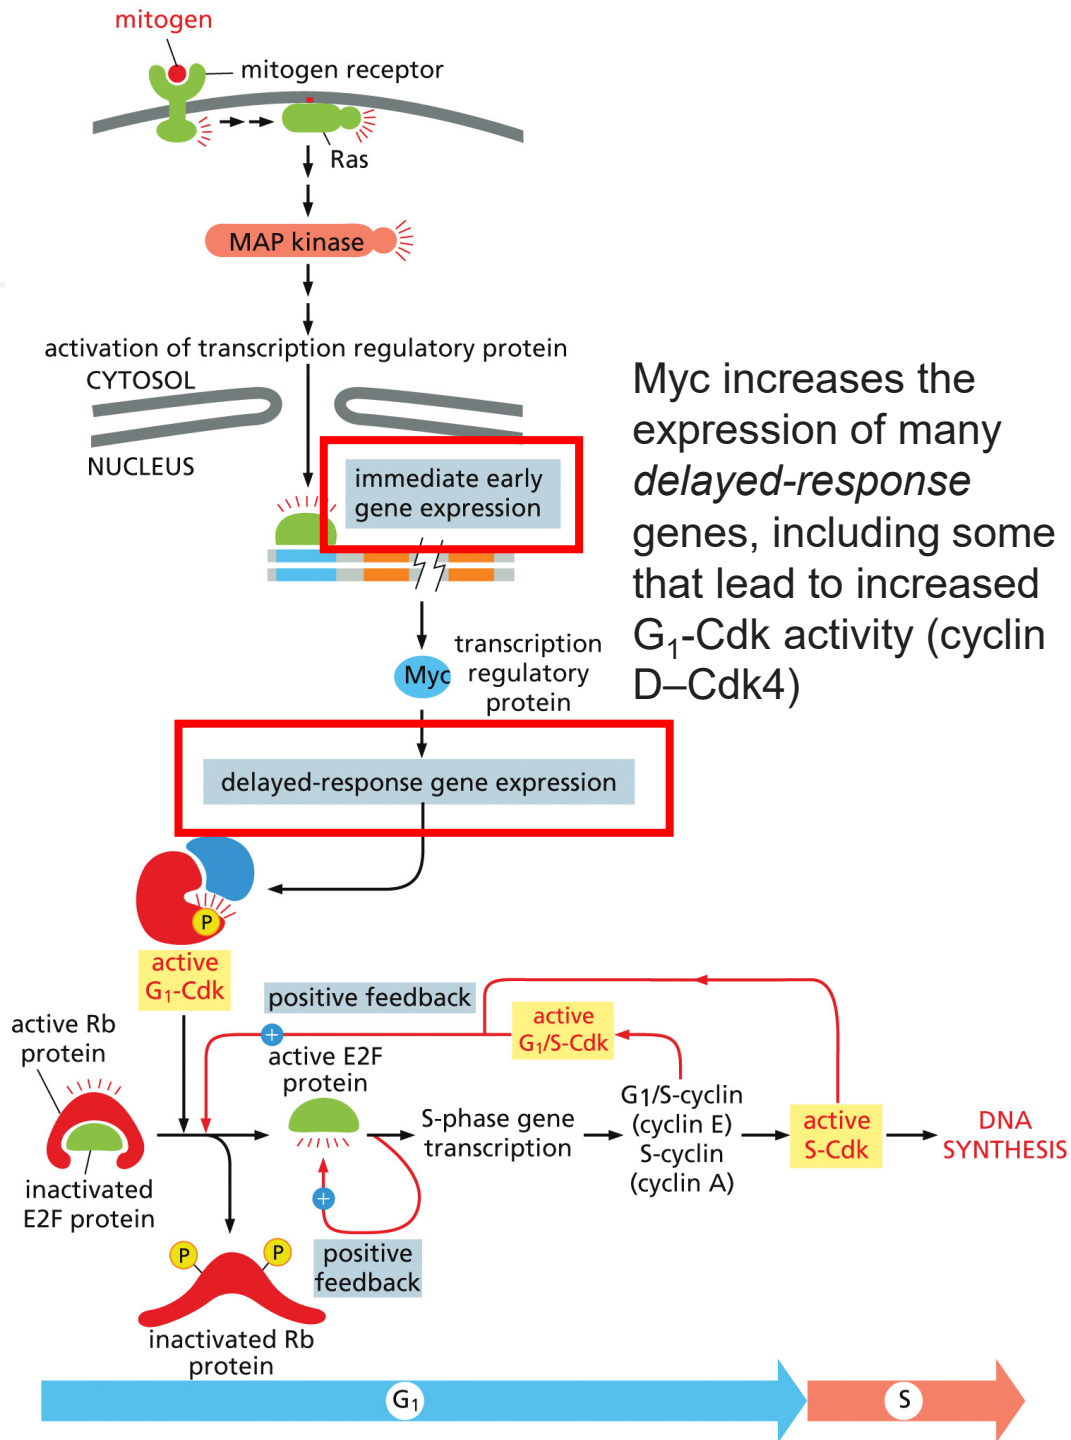 mitogen
mitogen receptor
Ras
MAP kinase
activation of transcription regulatory protein
CYTOSOL
NUCLEUS
immediate early
gene expression
Myc increases the
expression of many
delayed-response
genes, including some
that lead to increased
G₁-Cdk activity (cyclin
D–Cdk4)
transcription
regulatory
protein
Myc
delayed-response gene expression
P
active
G₁-Cdk
positive feedback
active
G₁/S-Cdk
active Rb
protein
+
active E2F
protein
G1/S-cyclin
(cyclin E)
S-cyclin
(cyclin A)
S-phase gene
transcription
active
S-Cdk
DNA
SYNTHESIS
inactivated
E2F protein
+
positive
feedback
P
P
inactivated Rb
protein
G₁
S